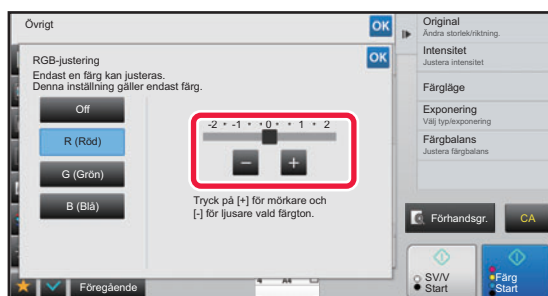 Övrigt
OK
RGB-justering
OK
Endast en färg kan justeras.
Denna inställning gäller endast färg.
Off
R (Röd)
G (Grön)
B (Blå)
-2 • -1 • • 0 • • 1 • 2
−
+
Tryck på [+] för mörkare och
[-] för ljusare vald färgton.
Föregående
A4
Original
Ändra storlek/riktning.
Intensitet
Justera intensitet
Färgläge
Exponering
Välj typ/exponering
Färgbalans
Justera färgbalans
Förhandsgr.
CA
SV/V
Start
Färg
Start